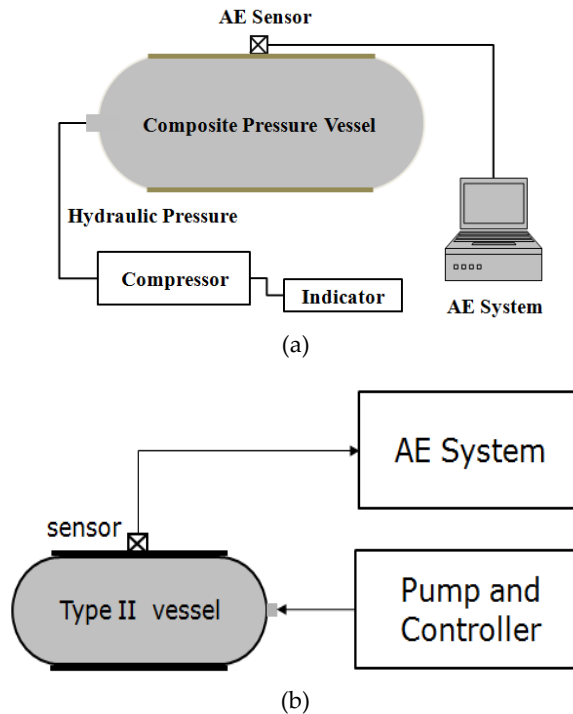 AE Sensor
Composite Pressure Vessel
Hydraulic Pressure
Compressor
Indicator
AE System
(a)
AE System
sensor
Type II vessel
Pump and
Controller
(b)